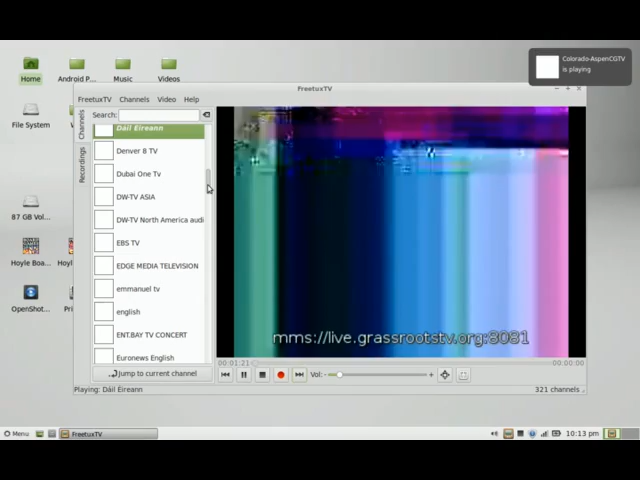 Home
Android P...
Music
Videos
Colorado-AspenCGTV
is playing
FreetuxTV
FreetuxTV Channels Video Help
File System
Channels
Recordings
Search:
Dáil Éireann
Denver 8 TV
Dubai One Tv
DW-TV ASIA
DW-TV North America audi
EBS TV
EDGE MEDIA TELEVISION
emmanuel tv
english
ENT.BAY TV CONCERT
Euronews English
87 GB Vol...
Hoyle Boa...
OpenShot...
mms://live.grassrootstv.org:8081
Jump to current channel
00:01:21
00:00:00
Vol: - +
Playing: Dáil Éireann
321 channels
Menu
FreetuxTV
10:13 pm